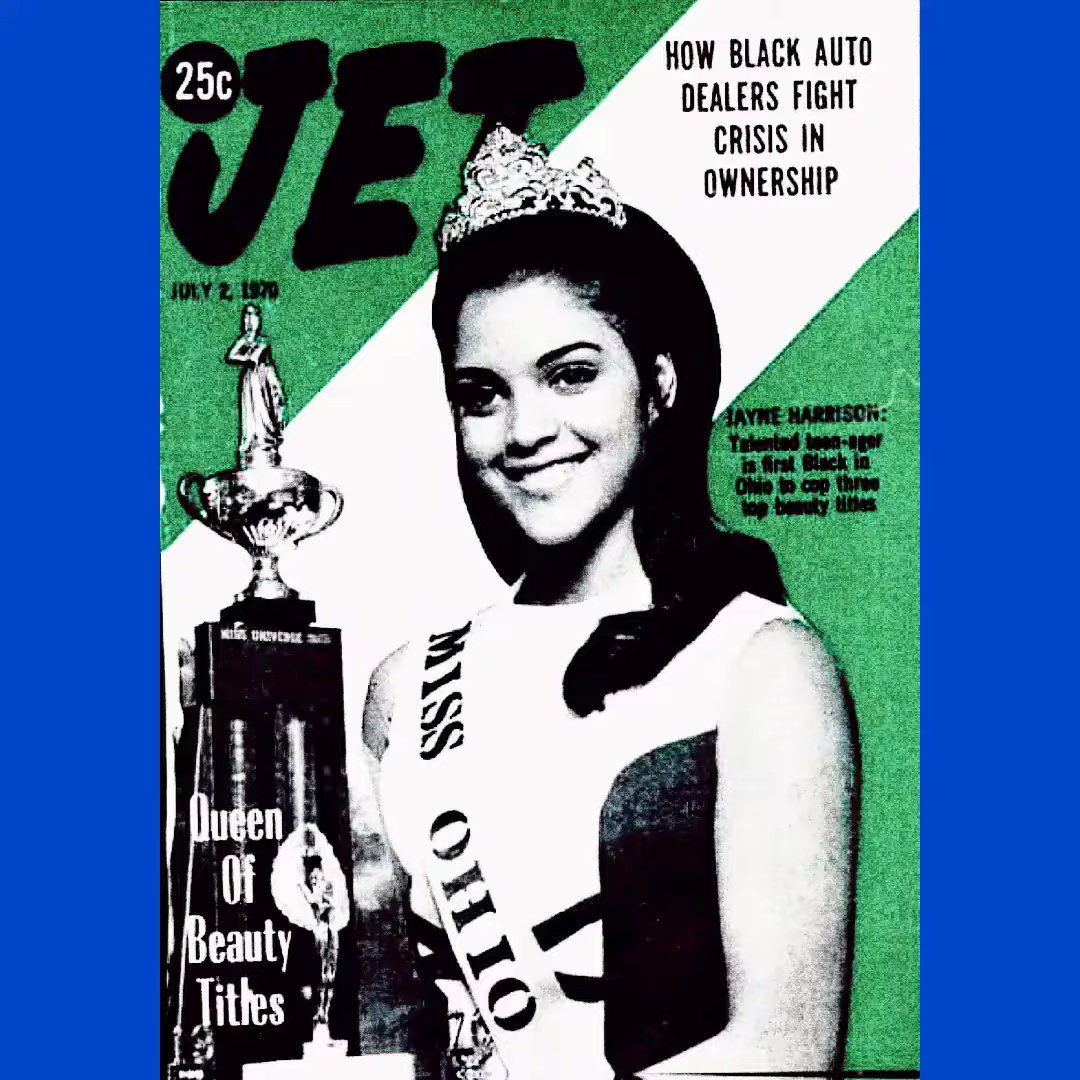 25c
JET
HOW BLACK AUTO
DEALERS FIGHT
CRISIS IN
OWNERSHIP
JULY 2, 1970
JAYNE HARRISON:
Talented teen-ager
is first Black in
Ohio to cop three
top beauty titles
MISS UNIVERSE
MISS OHIO
Queen
Of
Beauty
Titles